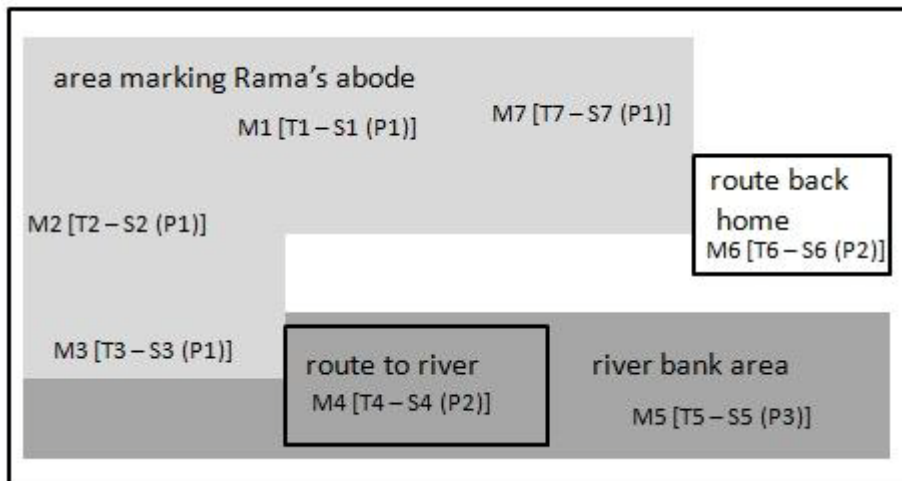 area marking Rama’s abode
M1 [T1 – S1 (P1)]
M7 [T7 – S7 (P1)]
route back
home
M6 [T6 – S6 (P2)]
M2 [T2 – S2 (P1)]
M3 [T3 – S3 (P1)]
route to river
M4 [T4 – S4 (P2)]
river bank area
M5 [T5 – S5 (P3)]